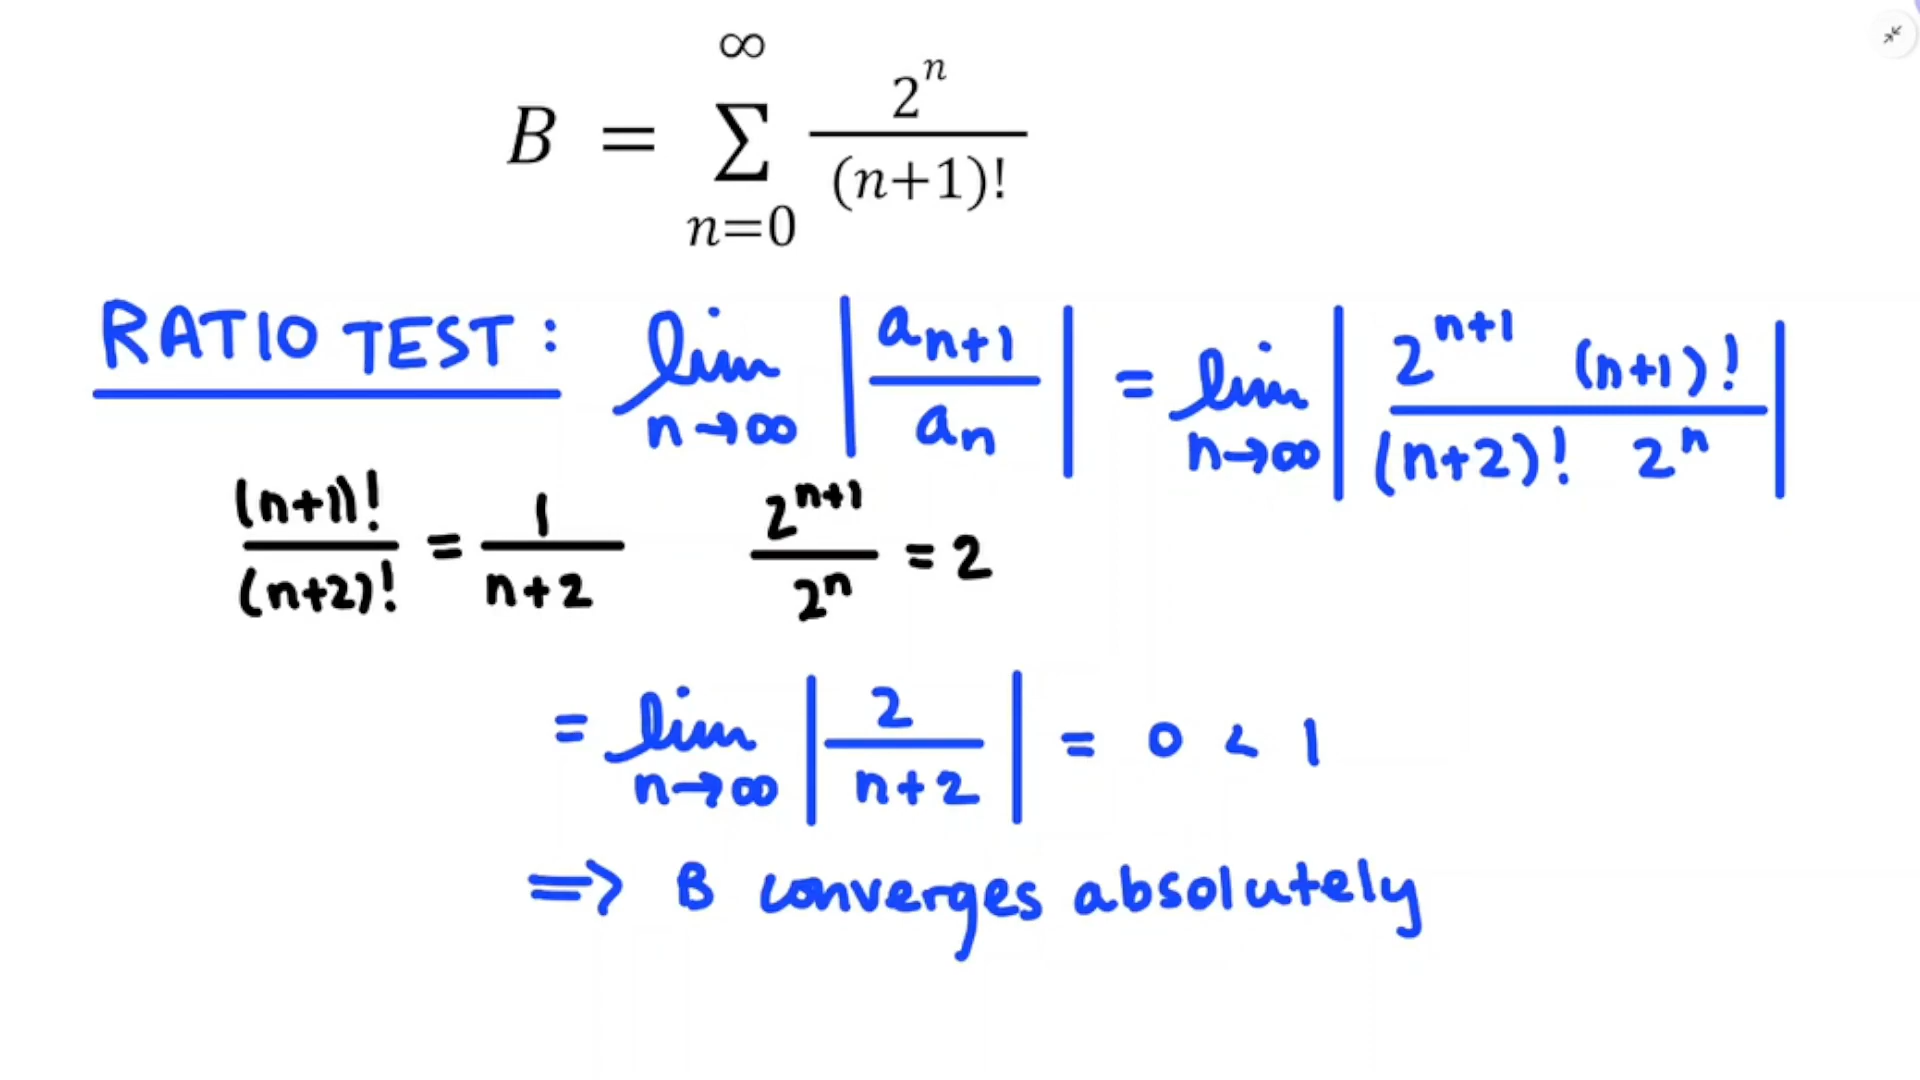 B = ∑_{n=0}^{∞} 2^n / (n+1)!
RATIO TEST: lim_{n→∞} |a_{n+1} / a_n| = lim_{n→∞} |2^{n+1} (n+1)! / (n+2)! 2^n|
(n+1)! / (n+2)! = 1 / n+2    2^{n+1} / 2^n = 2
= lim_{n→∞} |2 / n+2| = 0 < 1
⇒ B converges absolutely